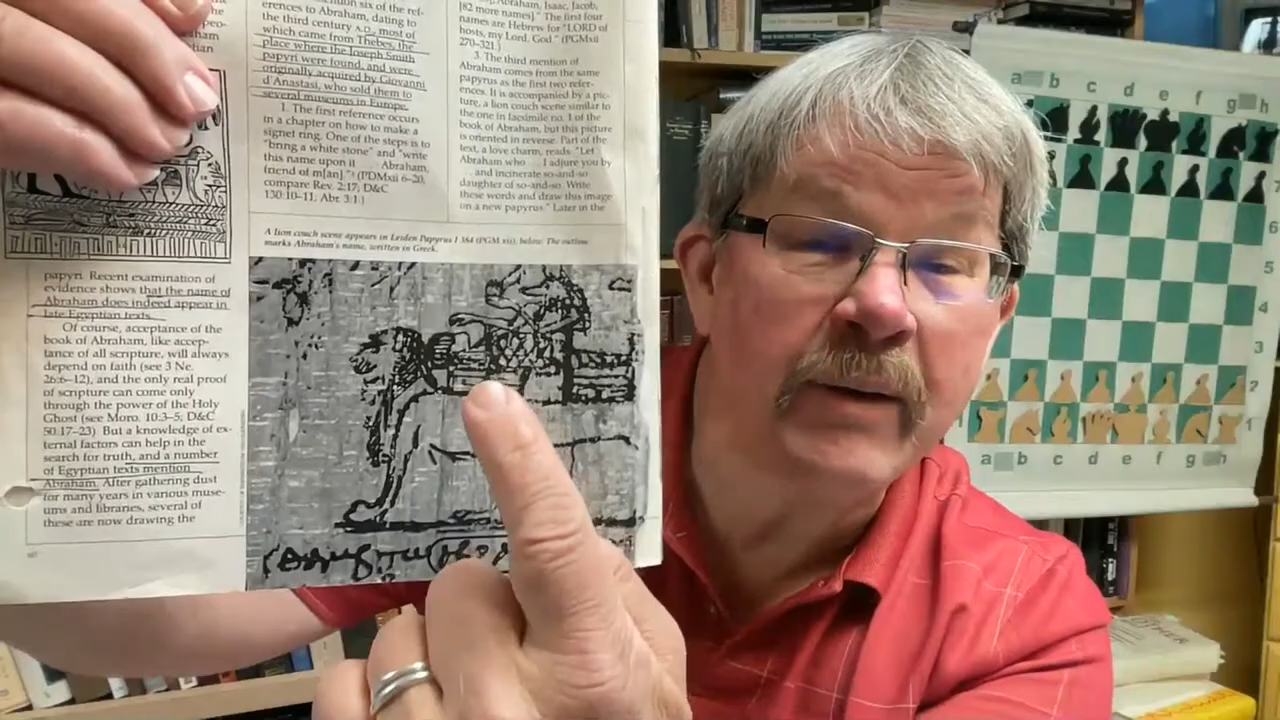 peo-
ham
tian
papyri. Recent examination of
evidence shows that the name of
Abraham does indeed appear in
late Egyptian texts.
Of course, acceptance of the
book of Abraham, like accep-
tance of all scripture, will always
depend on faith (see 3 Ne.
26:6–12), and the only real proof
of scripture can come only
through the power of the Holy
Ghost (see Moro. 10:3–5; D&C
50:17–23). But a knowledge of ex-
ternal factors can help in the
search for truth, and a number
of Egyptian texts mention
Abraham. After gathering dust
for many years in various muse-
ums and libraries, several of
these are now drawing the
six of the ref-
erences to Abraham, dating to
the third century A.D., most of
which came from Thebes, the
place where the Joseph Smith
papyri were found, and were
originally acquired by Giovanni
d'Anastasi, who sold them to
several museums in Europe.
1. The first reference occurs
in a chapter on how to make a
signet ring. One of the steps is to
"bring a white stone" and "write
this name upon it . . . Abraham,
friend of m[an]." (PDMxii 6–20,
compare Rev. 2:17; D&C
130:10–11; Abr. 3:1.)
Abraham, Isaac, Jacob,
[82 more names]." The first four
names are Hebrew for "LORD of
hosts, my Lord, God." (PGMxii
270–321.)
3. The third mention of
Abraham comes from the same
papyrus as the first two refer-
ences. It is accompanied by a pic-
ture, a lion couch scene similar to
the one in facsimile no. 1 of the
book of Abraham, but this picture
is oriented in reverse. Part of the
text, a love charm, reads: "Let
Abraham who . . . I adjure you by
. . . and incinerate so-and-so
daughter of so-and-so. Write
these words and draw this image
on a new papyrus." Later in the
A lion couch scene appears in Leiden Papyrus I 384 (PGM xii), below. The outline
marks Abraham's name, written in Greek.
a b c d e f g h
7
6
5
4
3
2
1 1
a b c d e f g h